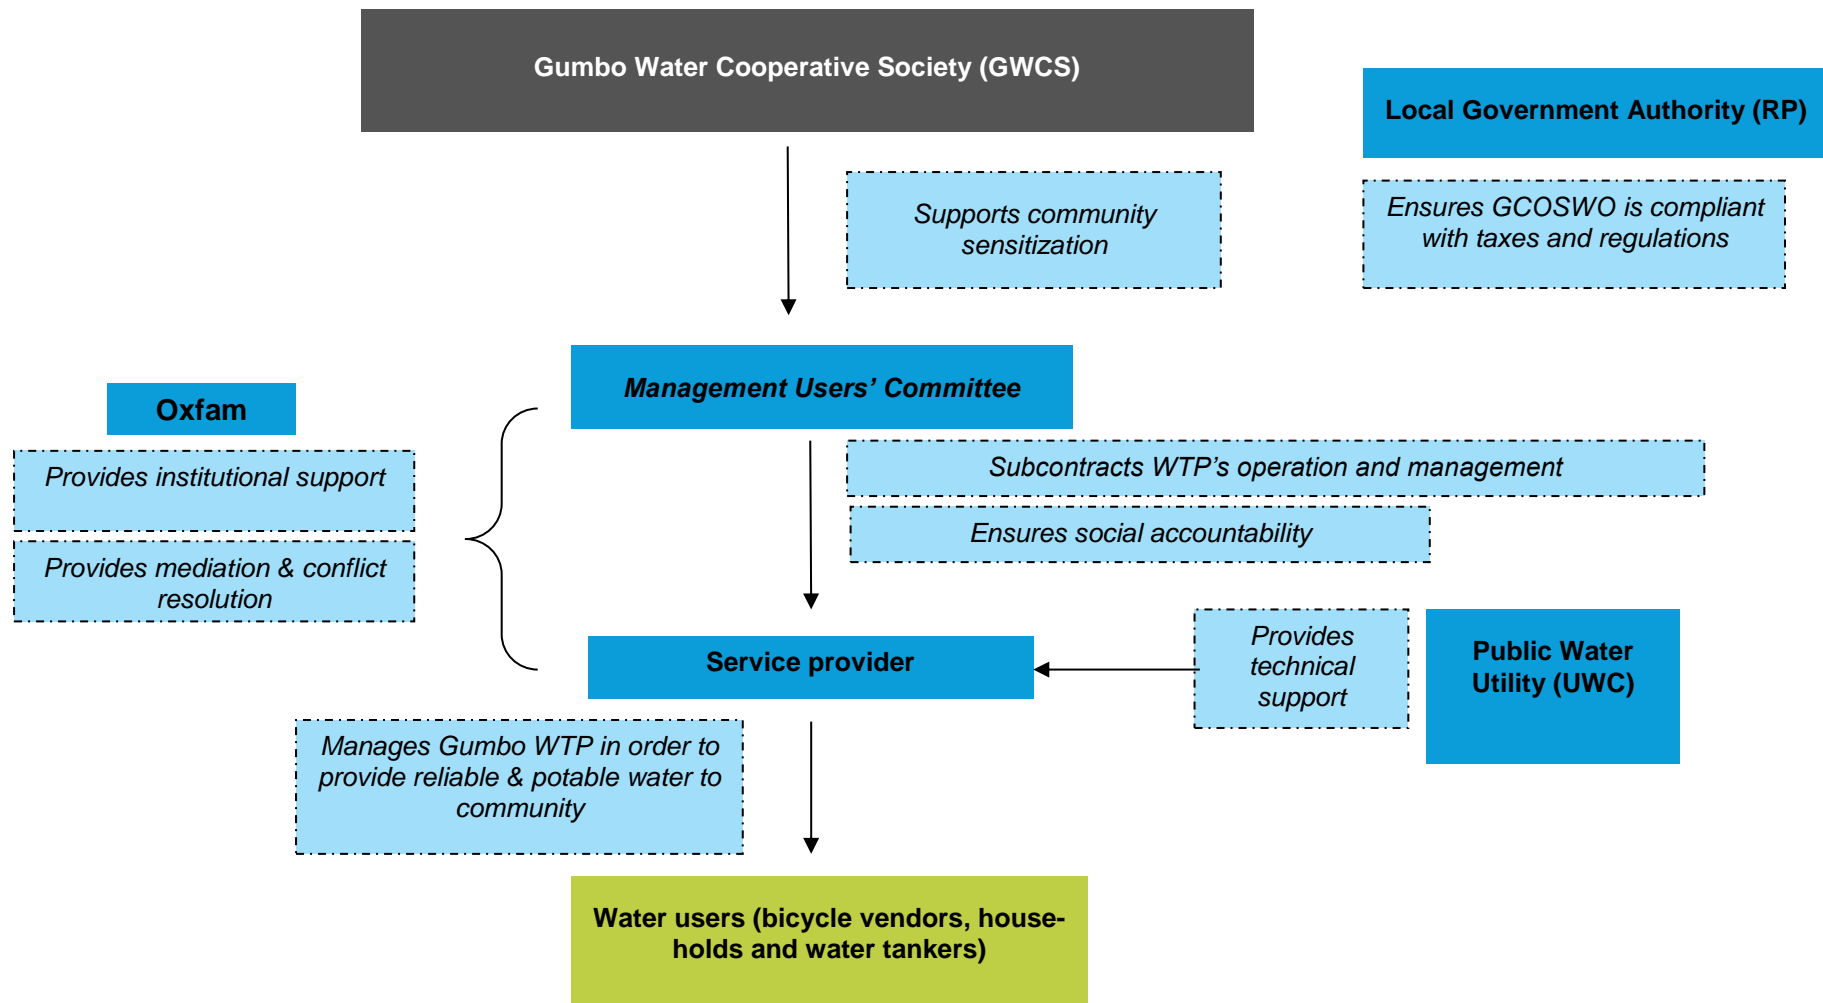 Gumbo Water Cooperative Society (GWCS)
Local Government Authority (RP)
Supports community
sensitization
Ensures GCOSWO is compliant
with taxes and regulations
Management Users’ Committee
Oxfam
Provides institutional support
Provides mediation & conflict
resolution
Subcontracts WTP’s operation and management
Ensures social accountability
Service provider
Provides
technical
support
Public Water
Utility (UWC)
Manages Gumbo WTP in order to
provide reliable & potable water to
community
Water users (bicycle vendors, house-
holds and water tankers)